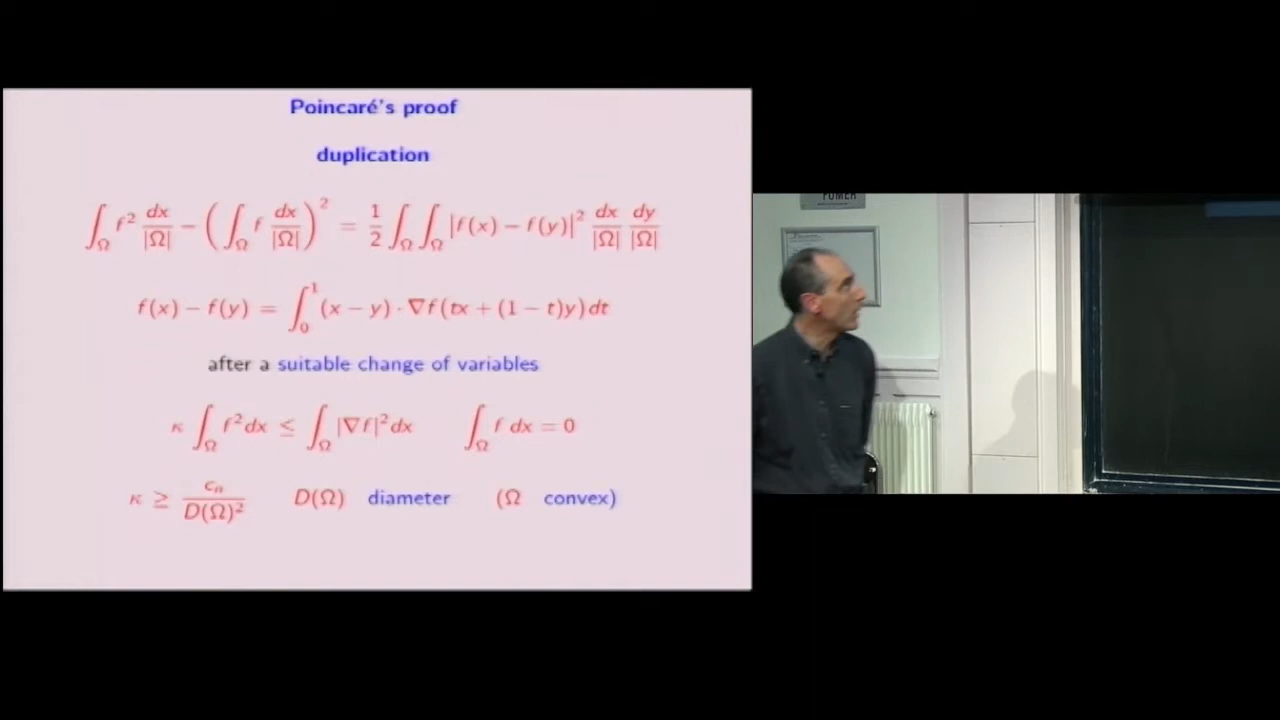 Poincaré's proof
duplication
∫_Ω f² dx/|Ω| − (∫_Ω f dx/|Ω|)² = 1/2 ∫_Ω ∫_Ω |f(x) − f(y)|² dx/|Ω| dy/|Ω|
f(x) − f(y) = ∫_0^1 (x − y) · ∇f(tx + (1 − t)y) dt
after a suitable change of variables
κ ∫_Ω f² dx ≤ ∫_Ω |∇f|² dx ∫_Ω f dx = 0
κ ≥ c_n/D(Ω)² D(Ω) diameter (Ω convex)